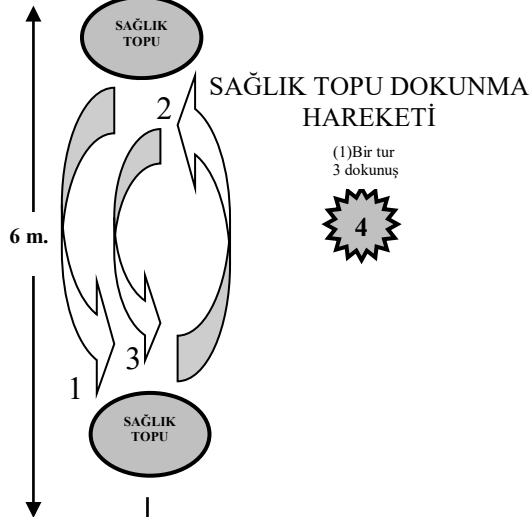 SAĞLIK
TOPU
SAĞLIK TOPU DOKUNMA
HAREKETİ
2
(1)Bir tur
3 dokunuş
4
6 m.
3
1
SAĞLIK
TOPU